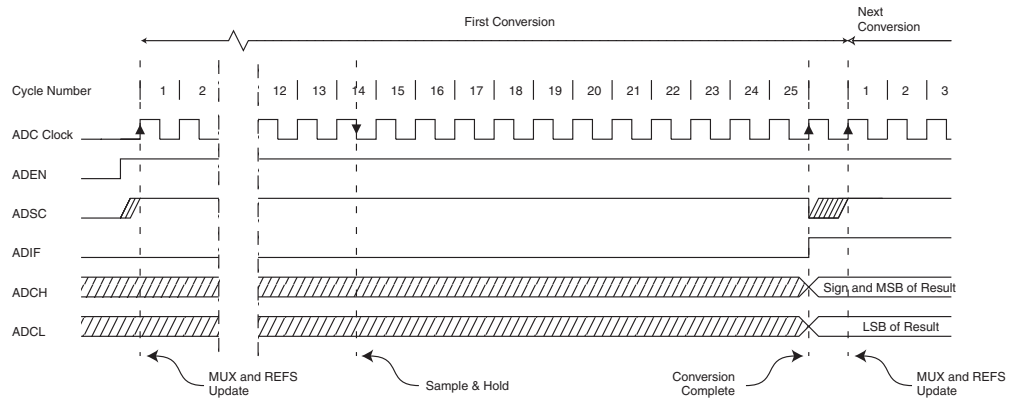 First Conversion
Next
Conversion
Cycle Number 1 2 12 13 14 15 16 17 18 19 20 21 22 23 24 25 1 2 3
ADC Clock
ADEN
ADSC
ADIF
ADCH Sign and MSB of Result
ADCL LSB of Result
MUX and REFS
Update
Sample & Hold
Conversion
Complete
MUX and REFS
Update